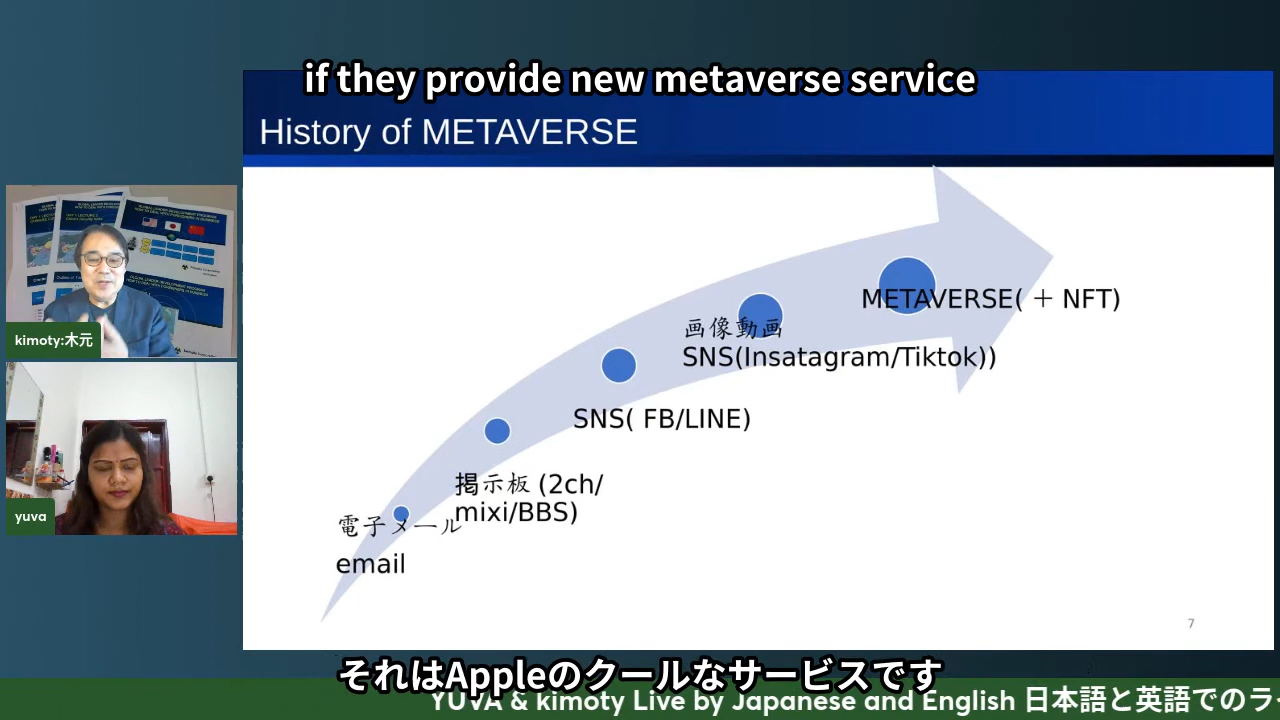 if they provide new metaverse service
History of METAVERSE
METAVERSE( + NFT)
画像動画
SNS(Insatagram/Tiktok))
SNS( FB/LINE)
掲示板 (2ch/
mixi/BBS)
電子メール
email
7
kimoty:木元
yuva
それはAppleのクールなサービスです
YUVA & kimoty Live by Japanese and English 日本語と英語でのラ